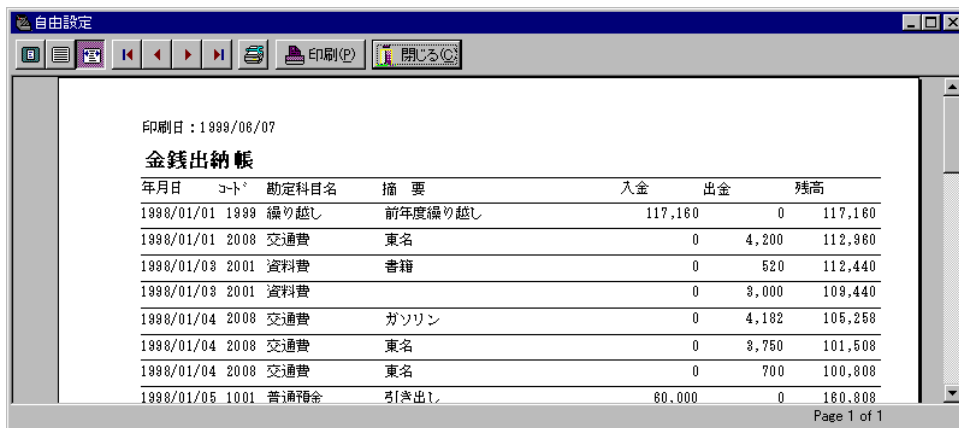 自由設定
印刷(P) 閉じる(C)
印刷日:1999/06/07
金銭出納帳
年月日 コード 勘定科目名 摘 要 入金 出金 残高
1998/01/01 1999 繰り越し 前年度繰り越し 117,160 0 117,160
1998/01/01 2008 交通費 東名 0 4,200 112,960
1998/01/03 2001 資料費 書籍 0 520 112,440
1998/01/03 2001 資料費 0 3,000 109,440
1998/01/04 2008 交通費 ガソリン 0 4,182 105,258
1998/01/04 2008 交通費 東名 0 3,750 101,508
1998/01/04 2008 交通費 東名 0 700 100,808
1998/01/05 1001 普通預金 引き出し 60,000 0 160,808
Page 1 of 1